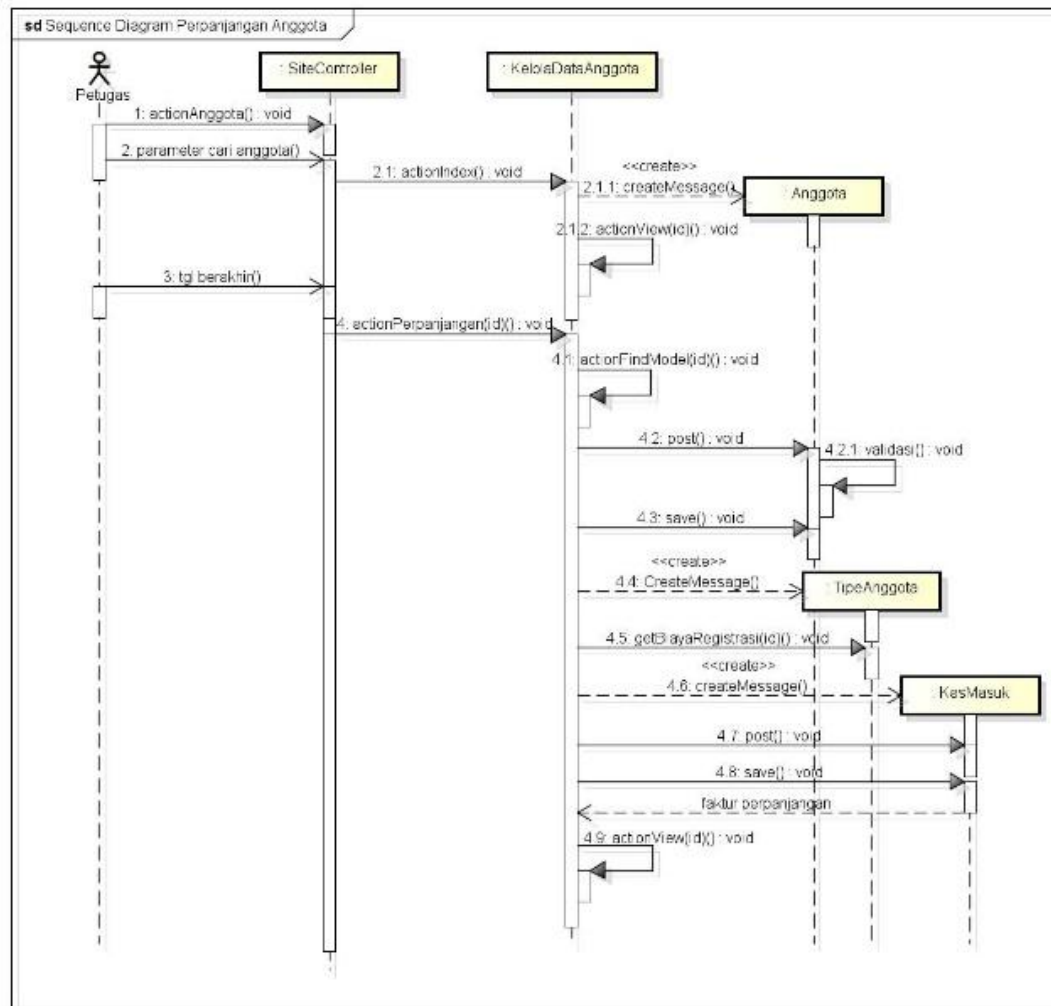 sd Sequence Diagram Perpanjangan Anggota
: SiteController
: KelolaDataAnggota
Petugas
1: actionAnggota() : void
2: parameter cari anggota()
2.1: actionIndex() : void
<<create>>
2.1.1: createMessage()
: Anggota
2.1.2: actionView(id)() : void
3: tgl berakhir()
4: actionPerpanjangan(id)() : void
4.1: actionFindModel(id)() : void
4.2: post() : void
4.2.1: validasi() : void
4.3: save() : void
<<create>>
4.4: CreateMessage()
: TipeAnggota
4.5: getBiayaRegistrasi(id)() : void
<<create>>
4.6: createMessage()
: KasMasuk
4.7: post() : void
4.8: save() : void
faktur perpanjangan
4.9: actionView(id)() : void